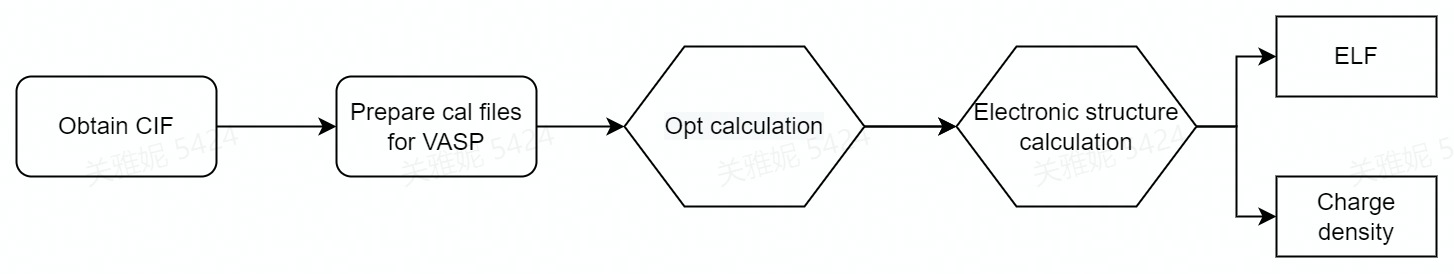 Obtain CIF
Prepare cal files
for VASP
Opt calculation
Electronic structure
calculation
ELF
Charge
density
关雅妮 5424
关雅妮 5424
关雅妮 5424
关雅妮 5424
关雅妮 5